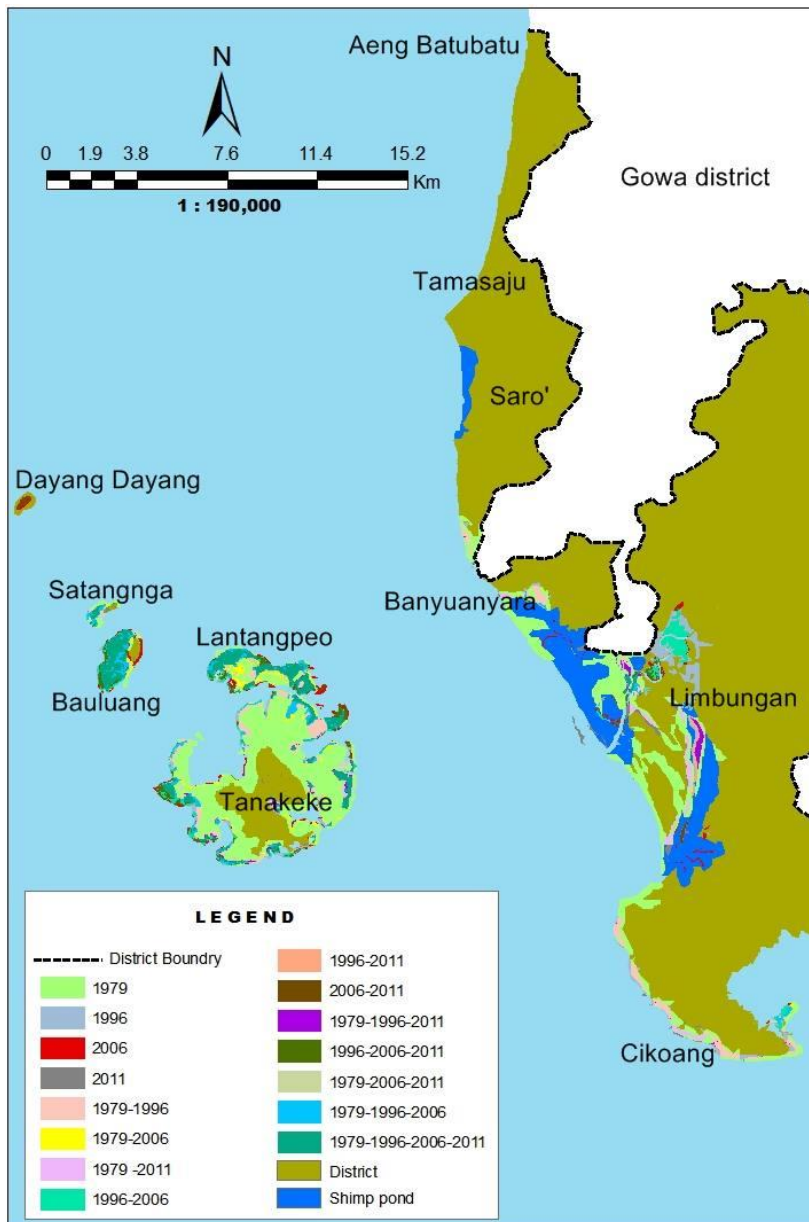 Aeng Batubatu
N
0 1.9 3.8 7.6 11.4 15.2
Km
1 : 190,000
Gowa district
Tamasaju
Saro'
Dayang Dayang
Satangnga
Banyuanyara
Lantangpeo
Bauluang
Limbungan
Tanakeke
Cikoang
LEGEND
District Boundry
1979
1996
2006
2011
1979-1996
1979-2006
1979 -2011
1996-2006
1996-2011
2006-2011
1979-1996-2011
1996-2006-2011
1979-2006-2011
1979-1996-2006
1979-1996-2006-2011
District
Shimp pond